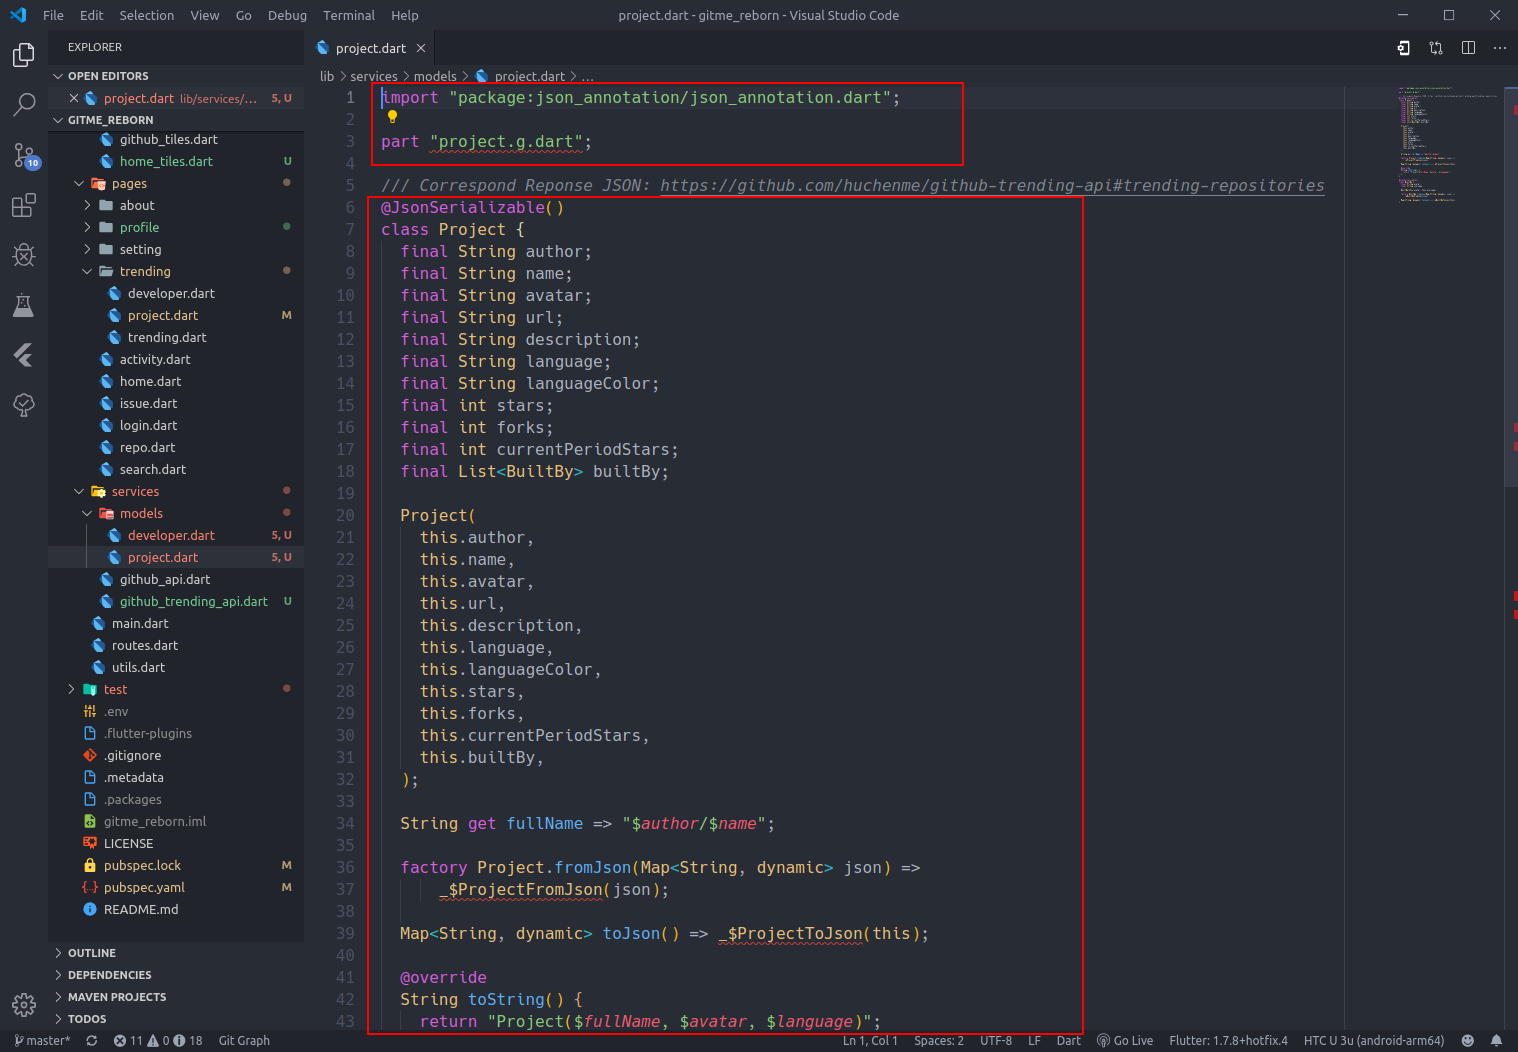 File Edit Selection View Go Debug Terminal Help
project.dart - gitme_reborn - Visual Studio Code
EXPLORER
OPEN EDITORS
project.dart lib/services/... 5, U
GITME_REBORN
github_tiles.dart
home_tiles.dart U
pages
about
profile
setting
trending
developer.dart
project.dart M
trending.dart
activity.dart
home.dart
issue.dart
login.dart
repo.dart
search.dart
services
models
developer.dart 5, U
project.dart 5, U
github_api.dart
github_trending_api.dart U
main.dart
routes.dart
utils.dart
test
.env
.flutter-plugins
.gitignore
.metadata
.packages
gitme_reborn.iml
LICENSE
pubspec.lock M
pubspec.yaml M
README.md
OUTLINE
DEPENDENCIES
MAVEN PROJECTS
TODOS
10
project.dart
lib > services > models > project.dart > ...
1 import "package:json_annotation/json_annotation.dart";
2
3 part "project.g.dart";
4
5 /// Correspond Reponse JSON: https://github.com/huchenme/github-trending-api#trending-repositories
6 @JsonSerializable()
7 class Project {
8 final String author;
9 final String name;
10 final String avatar;
11 final String url;
12 final String description;
13 final String language;
14 final String languageColor;
15 final int stars;
16 final int forks;
17 final int currentPeriodStars;
18 final List<BuiltBy> builtBy;
19
20 Project(
21 this.author,
22 this.name,
23 this.avatar,
24 this.url,
25 this.description,
26 this.language,
27 this.languageColor,
28 this.stars,
29 this.forks,
30 this.currentPeriodStars,
31 this.builtBy,
32 );
33
34 String get fullName => "$author/$name";
35
36 factory Project.fromJson(Map<String, dynamic> json) =>
37 _$ProjectFromJson(json);
38
39 Map<String, dynamic> toJson() => _$ProjectToJson(this);
40
41 @override
42 String toString() {
43 return "Project($fullName, $avatar, $language)";
master* 11 0 18 Git Graph
Ln 1, Col 1 Spaces: 2 UTF-8 LF Dart Go Live Flutter: 1.7.8+hotfix.4 HTC U 3u (android-arm64)